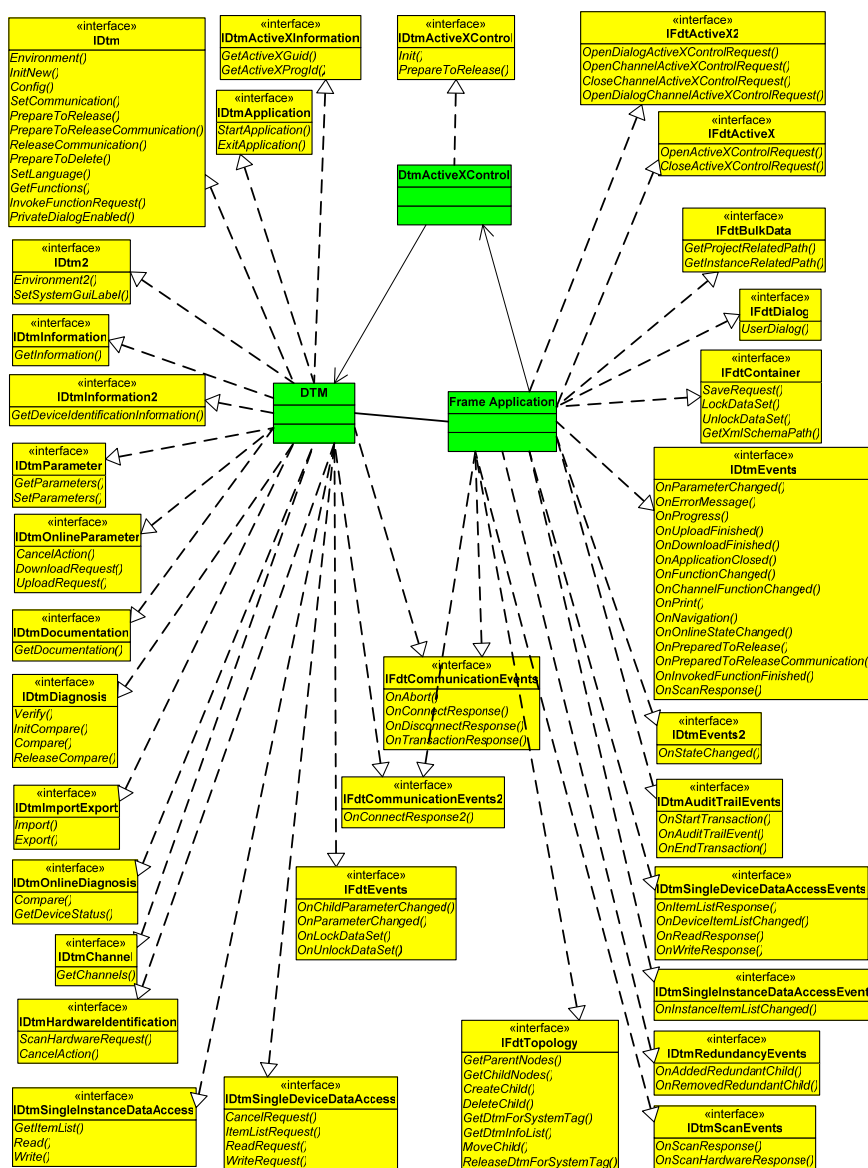 «interface»
IDtm
Environment()
InitNew()
Config()
SetCommunication()
PrepareToRelease()
PrepareToReleaseCommunication()
ReleaseCommunication()
PrepareToDelete()
SetLanguage()
GetFunctions()
InvokeFunctionRequest()
PrivateDialogEnabled()
«interface»
IDtmActiveXInformation
GetActiveXGuid()
GetActiveXProgId()
«interface»
IDtmActiveXControl
Init()
PrepareToRelease()
«interface»
IFdtActiveX2
OpenDialogActiveXControlRequest()
OpenChannelActiveXControlRequest()
CloseChannelActiveXControlRequest()
OpenDialogChannelActiveXControlRequest()
«interface»
IDtmApplication
StartApplication()
ExitApplication()
«interface»
IFdtActiveX
OpenActiveXControlRequest()
CloseActiveXControlRequest()
DtmActiveXControl
«interface»
IFdtBulkData
GetProjectRelatedPath()
GetInstanceRelatedPath()
«interface»
IDtm2
Environment2()
SetSystemGuiLabel()
«interface»
IFdtDialog
UserDialog()
«interface»
IDtmInformation
GetInformation()
«interface»
IFdtContainer
SaveRequest()
LockDataSet()
UnlockDataSet()
GetXmlSchemaPath()
«interface»
IDtmInformation2
GetDeviceIdentificationInformation()
DTM
Frame Application
«interface»
IDtmParameter
GetParameters()
SetParameters()
«interface»
IDtmEvents
OnParameterChanged()
OnErrorMessage()
OnProgress()
OnUploadFinished()
OnDownloadFinished()
OnApplicationClosed()
OnFunctionChanged()
OnChannelFunctionChanged()
OnPrint()
OnNavigation()
OnOnlineStateChanged()
OnPreparedToRelease()
OnPreparedToReleaseCommunication(
OnInvokedFunctionFinished()
OnScanResponse()
«interface»
IDtmOnlineParameter
CancelAction()
DownloadRequest()
UploadRequest()
«interface»
IDtmDocumentation
GetDocumentation()
«interface»
IFdtCommunicationEvents
OnAbort()
OnConnectResponse()
OnDisconnectResponse()
OnTransactionResponse()
«interface»
IDtmDiagnosis
Verify()
InitCompare()
Compare()
ReleaseCompare()
«interface»
IDtmEvents2
OnStateChanged()
«interface»
IFdtCommunicationEvents2
OnConnectResponse2()
«interface»
IDtmImportExport
Import()
Export()
«interface»
IDtmAuditTrailEvents
OnStartTransaction()
OnAuditTrailEvent()
OnEndTransaction()
«interface»
IDtmOnlineDiagnosis
Compare()
GetDeviceStatus()
«interface»
IFdtEvents
OnChildParameterChanged()
OnParameterChanged()
OnLockDataSet()
OnUnlockDataSet()
«interface»
IDtmSingleDeviceDataAccessEvents
OnItemListResponse()
OnDeviceItemListChanged()
OnReadResponse()
OnWriteResponse()
«interface»
IDtmChannel
GetChannels()
«interface»
IDtmSingleInstanceDataAccessEvent
OnInstanceItemListChanged()
«interface»
IDtmHardwareIdentification
ScanHardwareRequest()
CancelAction()
«interface»
IFdtTopology
GetParentNodes()
GetChildNodes()
CreateChild()
DeleteChild()
GetDtmForSystemTag()
GetDtmInfoList()
MoveChild()
ReleaseDtmForSystemTag()
«interface»
IDtmRedundancyEvents
OnAddedRedundantChild()
OnRemovedRedundantChild()
«interface»
IDtmSingleInstanceDataAccess
GetItemList()
Read()
Write()
«interface»
IDtmSingleDeviceDataAccess
CancelRequest()
ItemListRequest()
ReadRequest()
WriteRequest()
«interface»
IDtmScanEvents
OnScanResponse()
OnScanHardwareResponse()